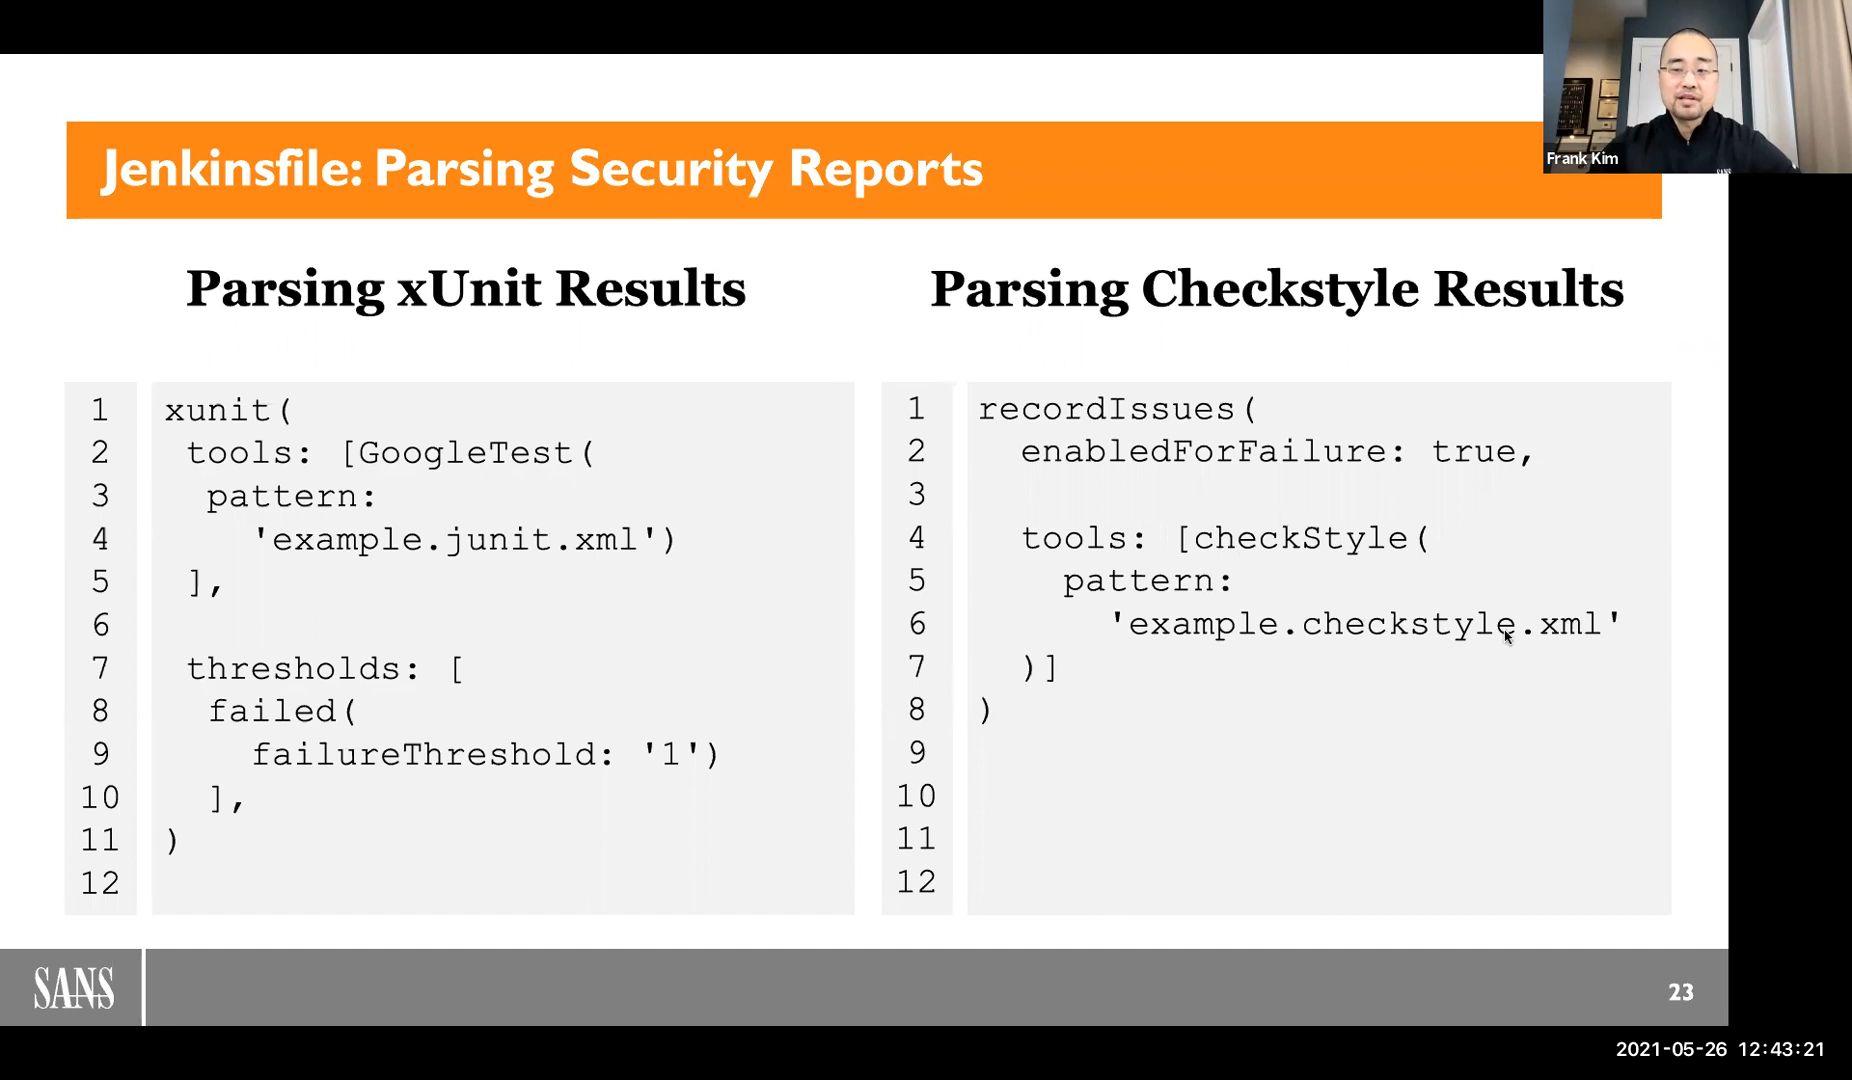 Frank Kim
Jenkinsfile: Parsing Security Reports
Parsing xUnit Results
1 xunit(
2 tools: [GoogleTest(
3 pattern:
4 'example.junit.xml')
5 ],
6
7 thresholds: [
8 failed(
9 failureThreshold: '1')
10 ],
11 )
12
Parsing Checkstyle Results
1 recordIssues(
2 enabledForFailure: true,
3
4 tools: [checkStyle(
5 pattern:
6 'example.checkstyle.xml'
7 )]
8 )
9
10
11
12
SANS
23
2021-05-26 12:43:21